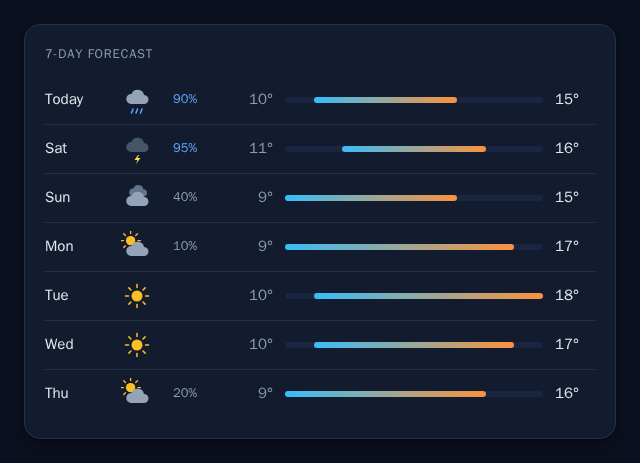 7-DAY FORECAST
Today 90% 10° 15°
Sat 95% 11° 16°
Sun 40% 9° 15°
Mon 10% 9° 17°
Tue 10° 18°
Wed 10° 17°
Thu 20% 9° 16°